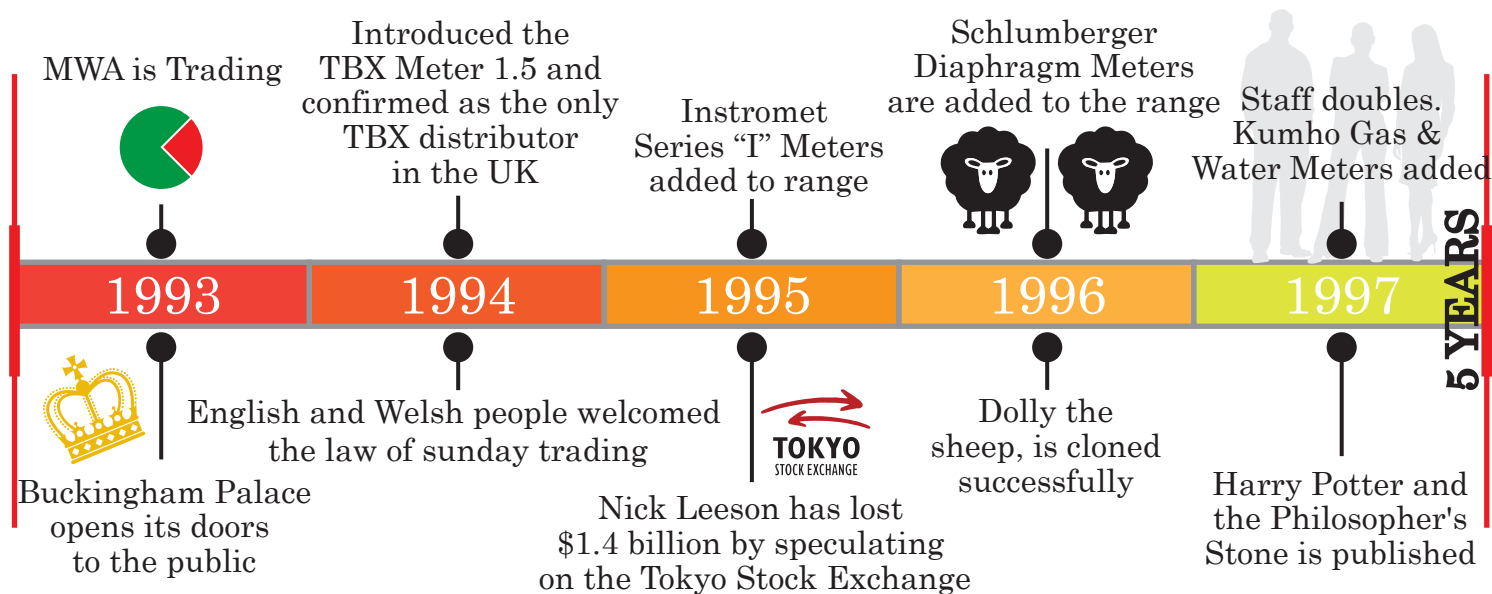 MWA is Trading
Introduced the
TBX Meter 1.5 and
confirmed as the only
TBX distributor
in the UK
Instromet
Series “I” Meters
added to range
Schlumberger
Diaphragm Meters
are added to the range
Staff doubles.
Kumho Gas &
Water Meters added
1993
1994
1995
1996
1997
5 YEARS
Buckingham Palace
opens its doors
to the public
English and Welsh people welcomed
the law of sunday trading
TOKYO
STOCK EXCHANGE
Nick Leeson has lost
$1.4 billion by speculating
on the Tokyo Stock Exchange
Dolly the
sheep, is cloned
successfully
Harry Potter and
the Philosopher's
Stone is published